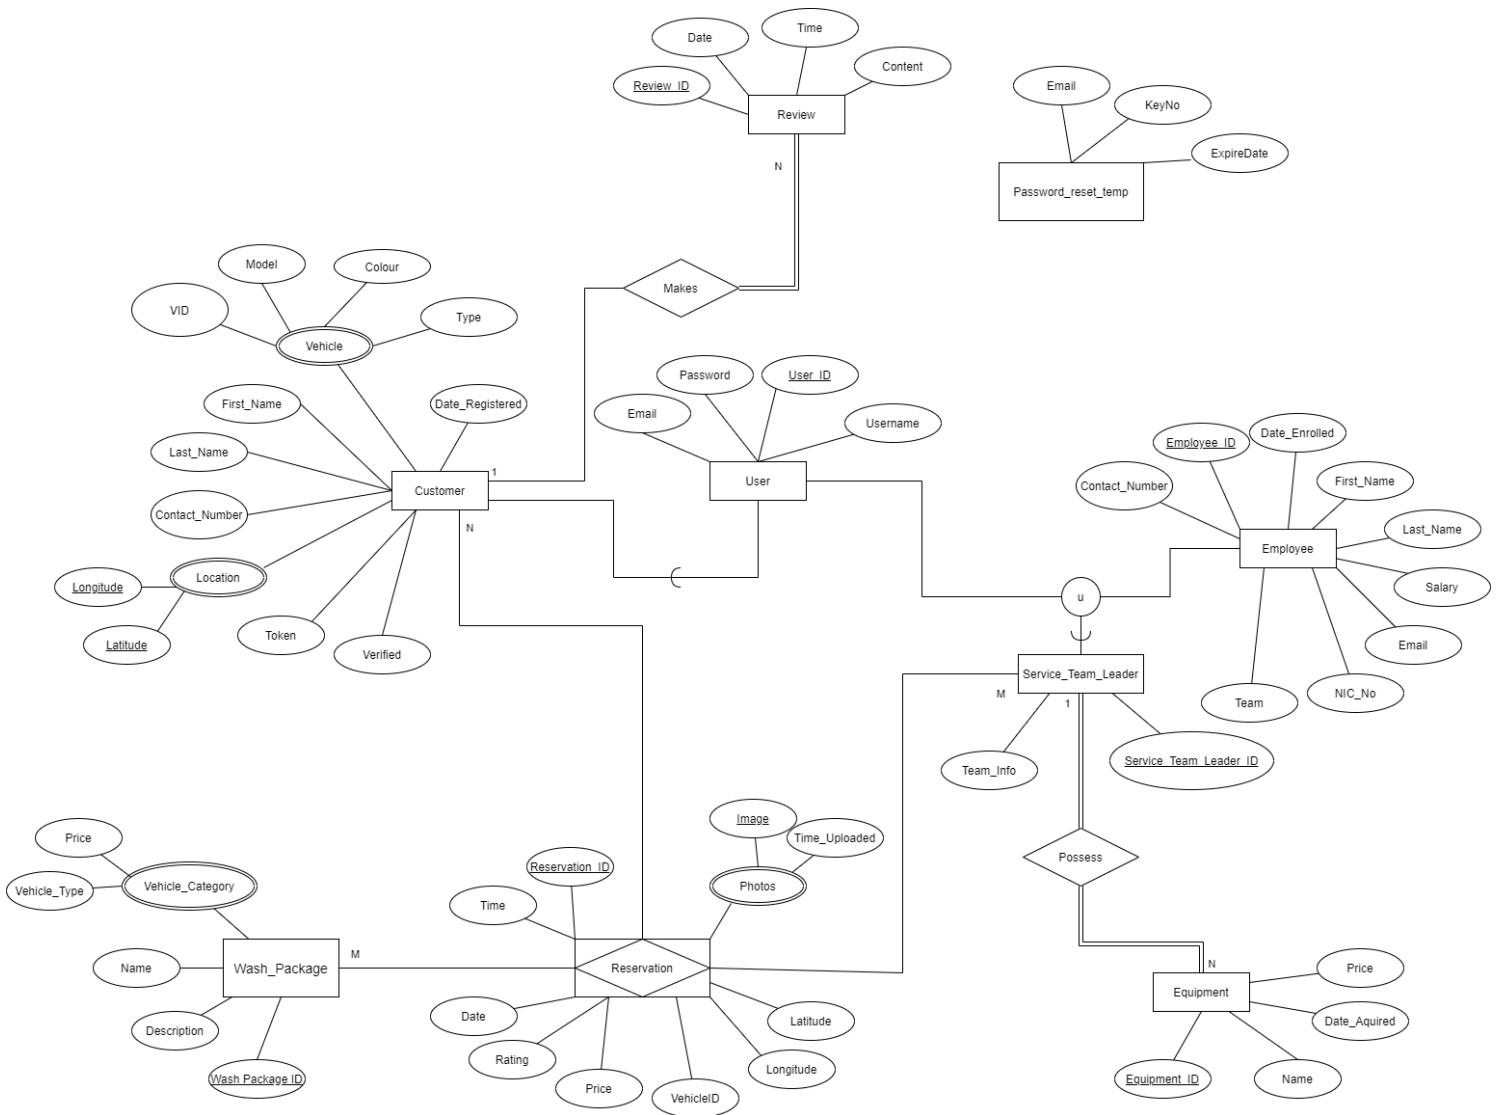 Time
Date
Content
Review_ID
Review
Email
KeyNo
ExpireDate
Password_reset_temp
N
Model
Colour
VID
Type
Vehicle
Makes
First_Name
Date_Registered
Last_Name
Contact_Number
Customer
1
N
Location
Longitude
Latitude
Token
Verified
Password
User_ID
Email
Username
User
Employee_ID
Date_Enrolled
Contact_Number
First_Name
Last_Name
Employee
Salary
Email
NIC_No
Team
u
Service_Team_Leader
M
1
Team_Info
Service_Team_Leader_ID
Possess
N
Equipment
Price
Date_Aquired
Equipment_ID
Name
Price
Vehicle_Type
Vehicle_Category
Name
Wash_Package
M
Description
Wash Package ID
Reservation_ID
Time
Image
Time_Uploaded
Photos
Reservation
Date
Rating
Price
VehicleID
Longitude
Latitude